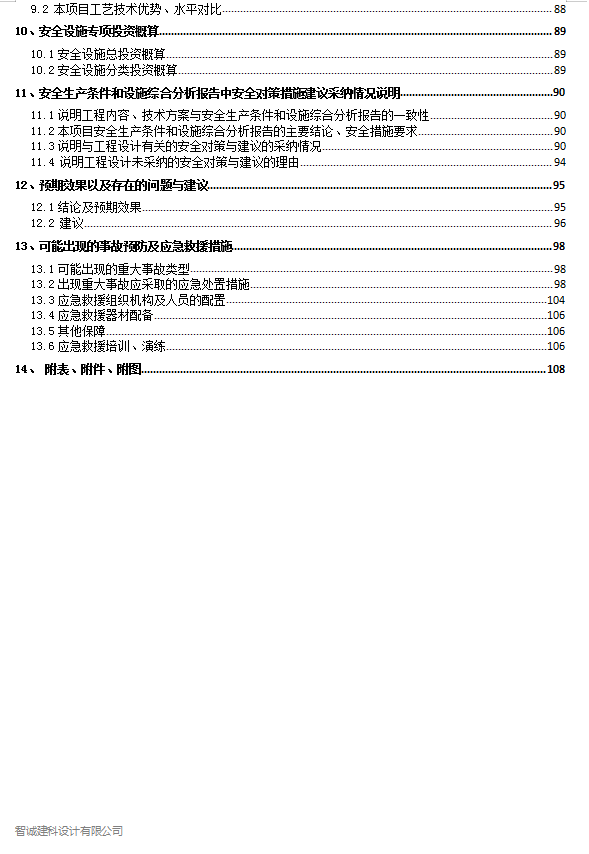 9.2 本项目工艺技术优势、水平对比 88
10、安全设施专项投资概算 89
10.1 安全设施总投资概算 89
10.2 安全设施分类投资概算 89
11、安全生产条件和设施综合分析报告中安全对策措施建议采纳情况说明 90
11.1 说明工程内容、技术方案与安全生产条件和设施综合分析报告的一致性 90
11.2 本项目安全生产条件和设施综合分析报告的主要结论、安全措施要求 90
11.3 说明与工程设计有关的安全对策与建议的采纳情况 90
11.4 说明工程设计未采纳的安全对策与建议的理由 94
12、预期效果以及存在的问题与建议 95
12.1 结论及预期效果 95
12.2 建议 96
13、可能出现的事故预防及应急救援措施 98
13.1 可能出现的重大事故类型 98
13.2 出现重大事故应采取的应急处置措施 98
13.3 应急救援组织机构及人员的配置 104
13.4 应急救援器材配备 106
13.5 其他保障 106
13.6 应急救援培训、演练 106
14、 附表、附件、附图 108
智诚建科设计有限公司